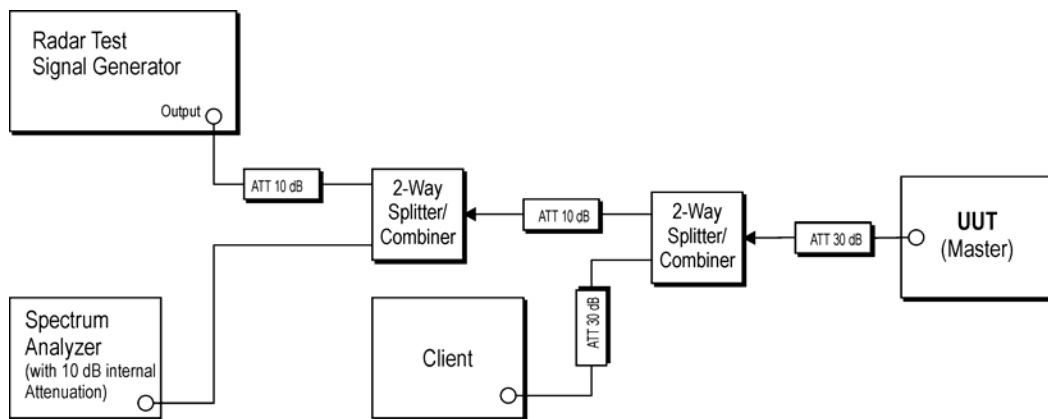 Radar Test
Signal Generator
Output
ATT 10 dB
2-Way
Splitter/
Combiner
ATT 10 dB
2-Way
Splitter/
Combiner
ATT 30 dB
UUT
(Master)
Spectrum
Analyzer
(with 10 dB internal
Attenuation)
Client
ATT 30 dB